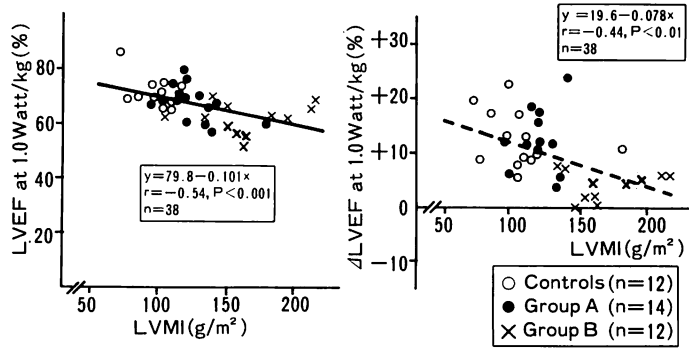 LVEF at 1.0Watt/kg(%)
80
60
40
20
50
100
150
200
LVMI(g/m²)
y=79.8−0.101x
r=−0.54, P<0.001
n=38
ΔLVEF at 1.0Watt/kg(%)
+30
+20
+10
0
−10
50
100
150
200
LVMI(g/m²)
y=19.6−0.078x
r=−0.44, P<0.01
n=38
○ Controls (n=12)
● Group A (n=14)
× Group B (n=12)